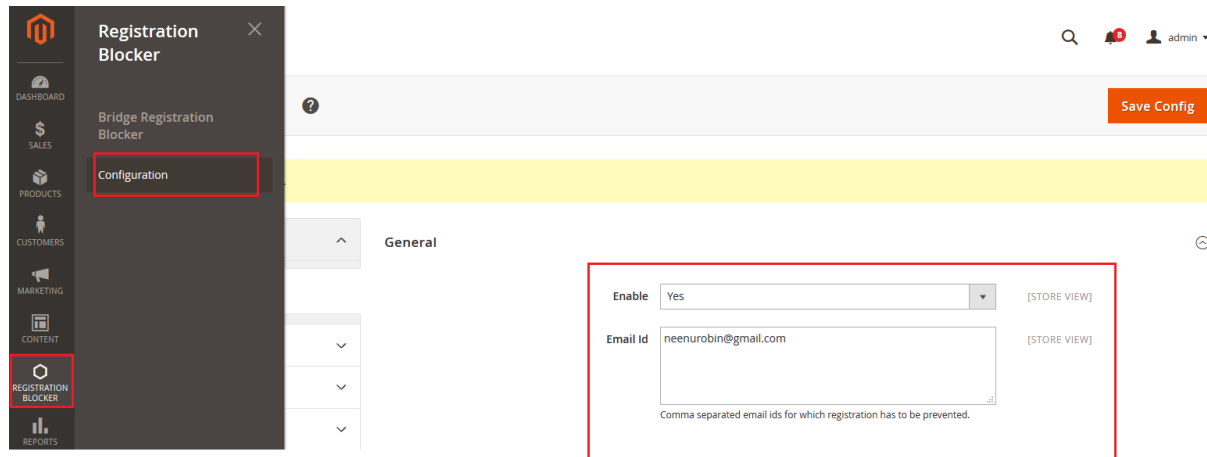 Registration
Blocker
8
admin
DASHBOARD
Bridge Registration
Blocker
Save Config
$
SALES
Configuration
PRODUCTS
CUSTOMERS
General
MARKETING
Enable
Yes
[STORE VIEW]
CONTENT
Email Id
neenurobin@gmail.com
[STORE VIEW]
REGISTRATION
BLOCKER
Comma separated email ids for which registration has to be prevented.
REPORTS